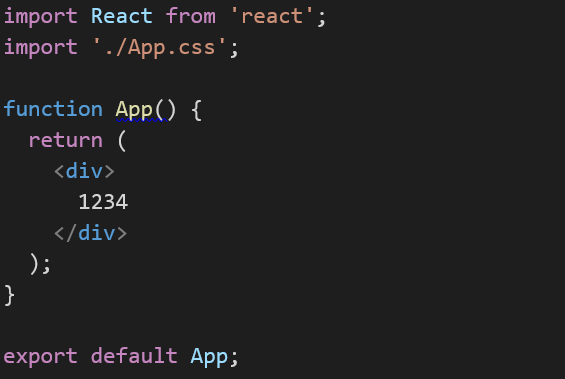 import React from 'react';
import './App.css';

function App() {
  return (
    <div>
      1234
    </div>
  );
}

export default App;